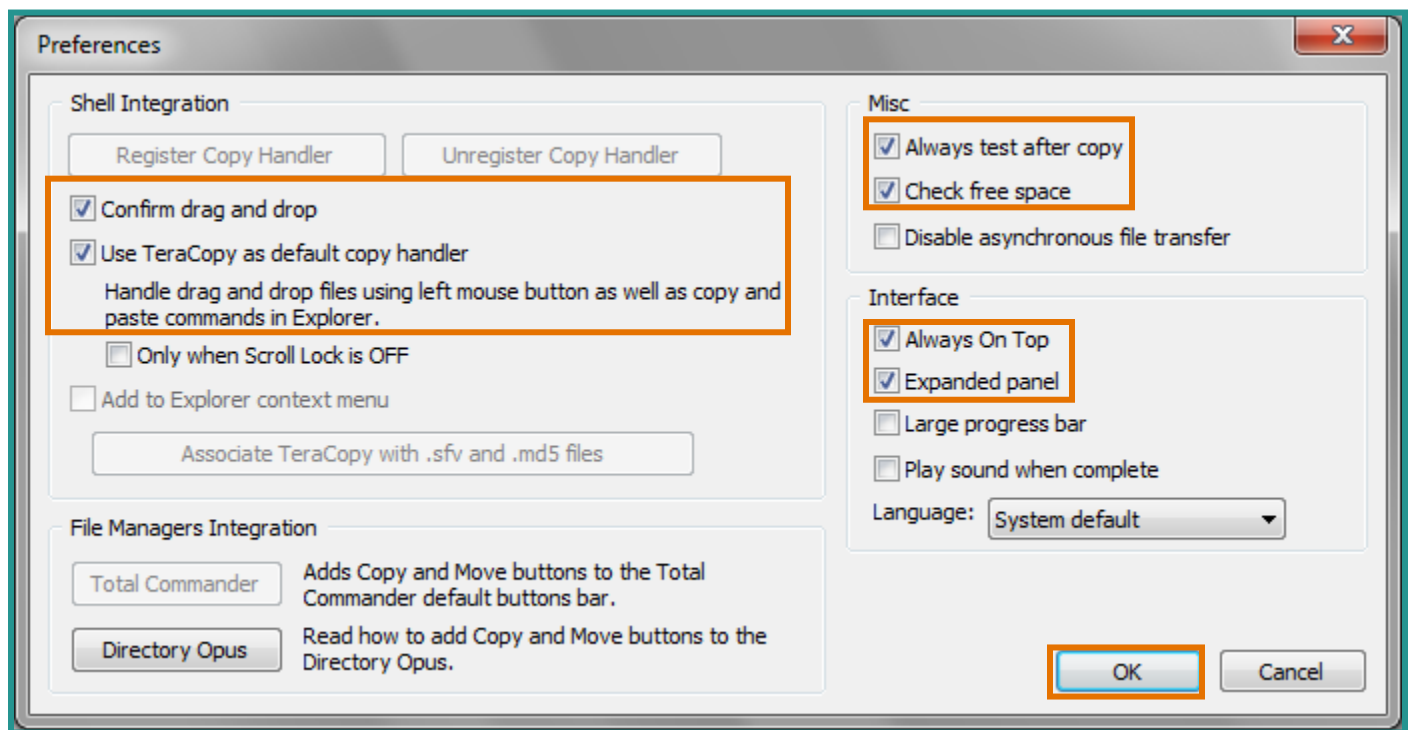 Preferences
X
Shell Integration
Register Copy Handler
Unregister Copy Handler
Confirm drag and drop
Use TeraCopy as default copy handler
Handle drag and drop files using left mouse button as well as copy and
paste commands in Explorer.
Only when Scroll Lock is OFF
Add to Explorer context menu
Associate TeraCopy with .sfv and .md5 files
File Managers Integration
Total Commander
Adds Copy and Move buttons to the Total
Commander default buttons bar.
Directory Opus
Read how to add Copy and Move buttons to the
Directory Opus.
Misc
Always test after copy
Check free space
Disable asynchronous file transfer
Interface
Always On Top
Expanded panel
Large progress bar
Play sound when complete
Language: System default
OK
Cancel